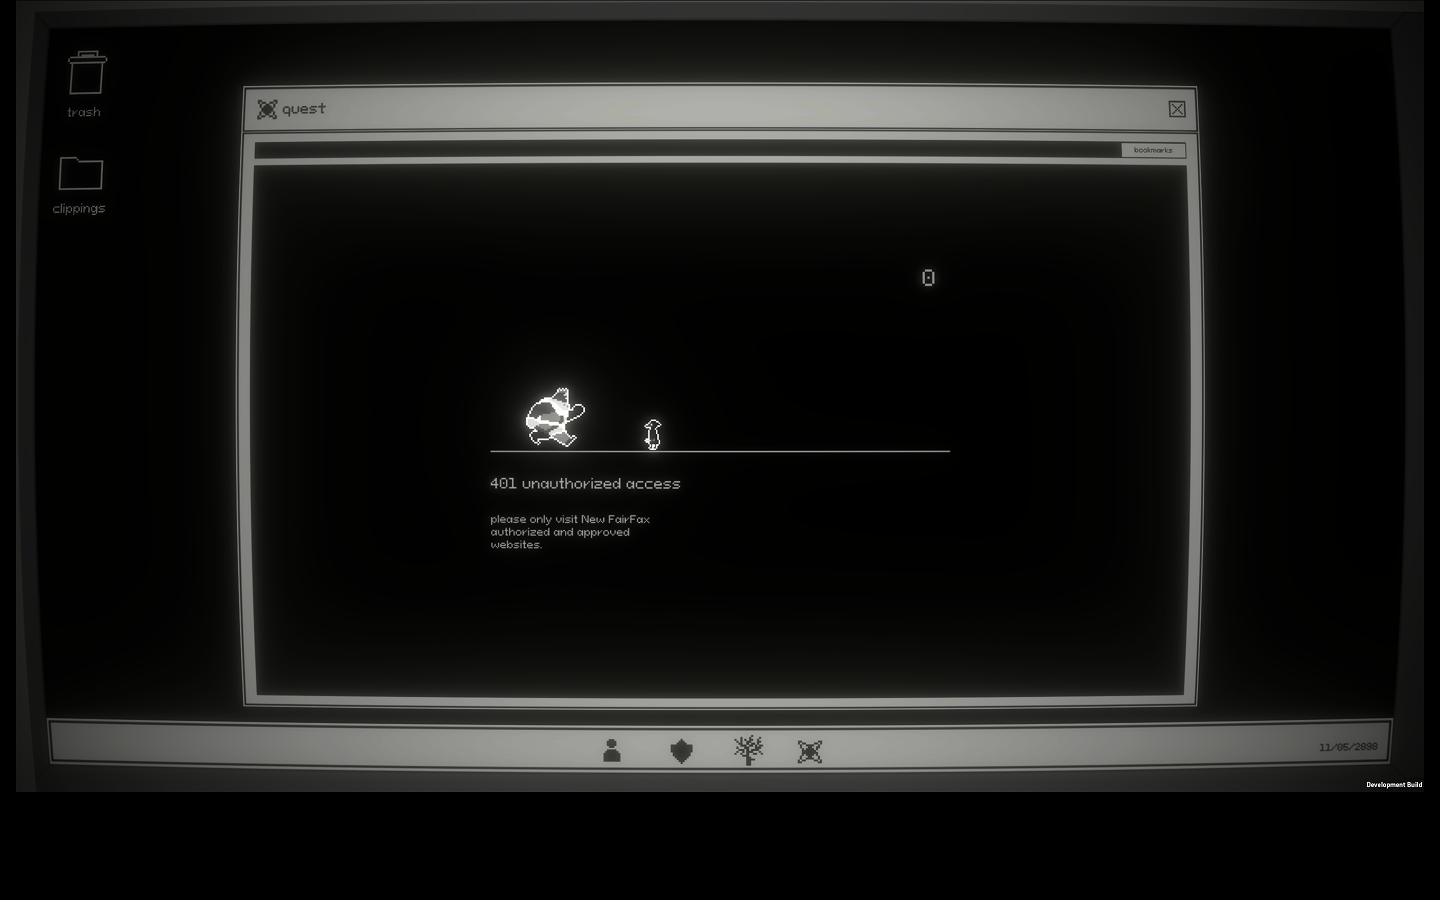 trash
clippings
quest
bookmarks
0
401 unauthorized access
please only visit New FairFax
authorized and approved
websites.
11/05/2898
Development Build